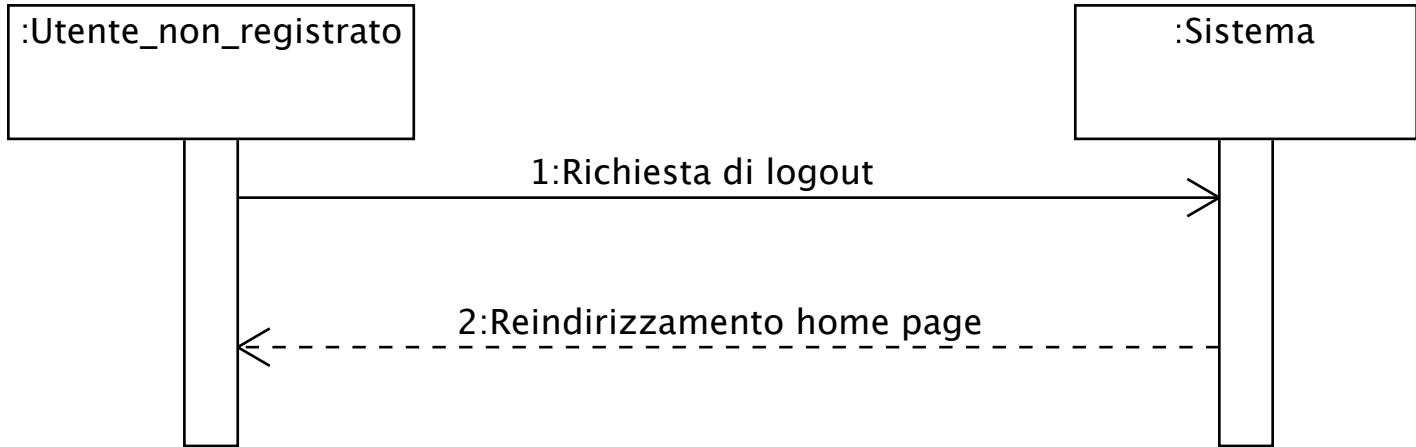 :Utente_non_registrato
:Sistema
1:Richiesta di logout
2:Reindirizzamento home page